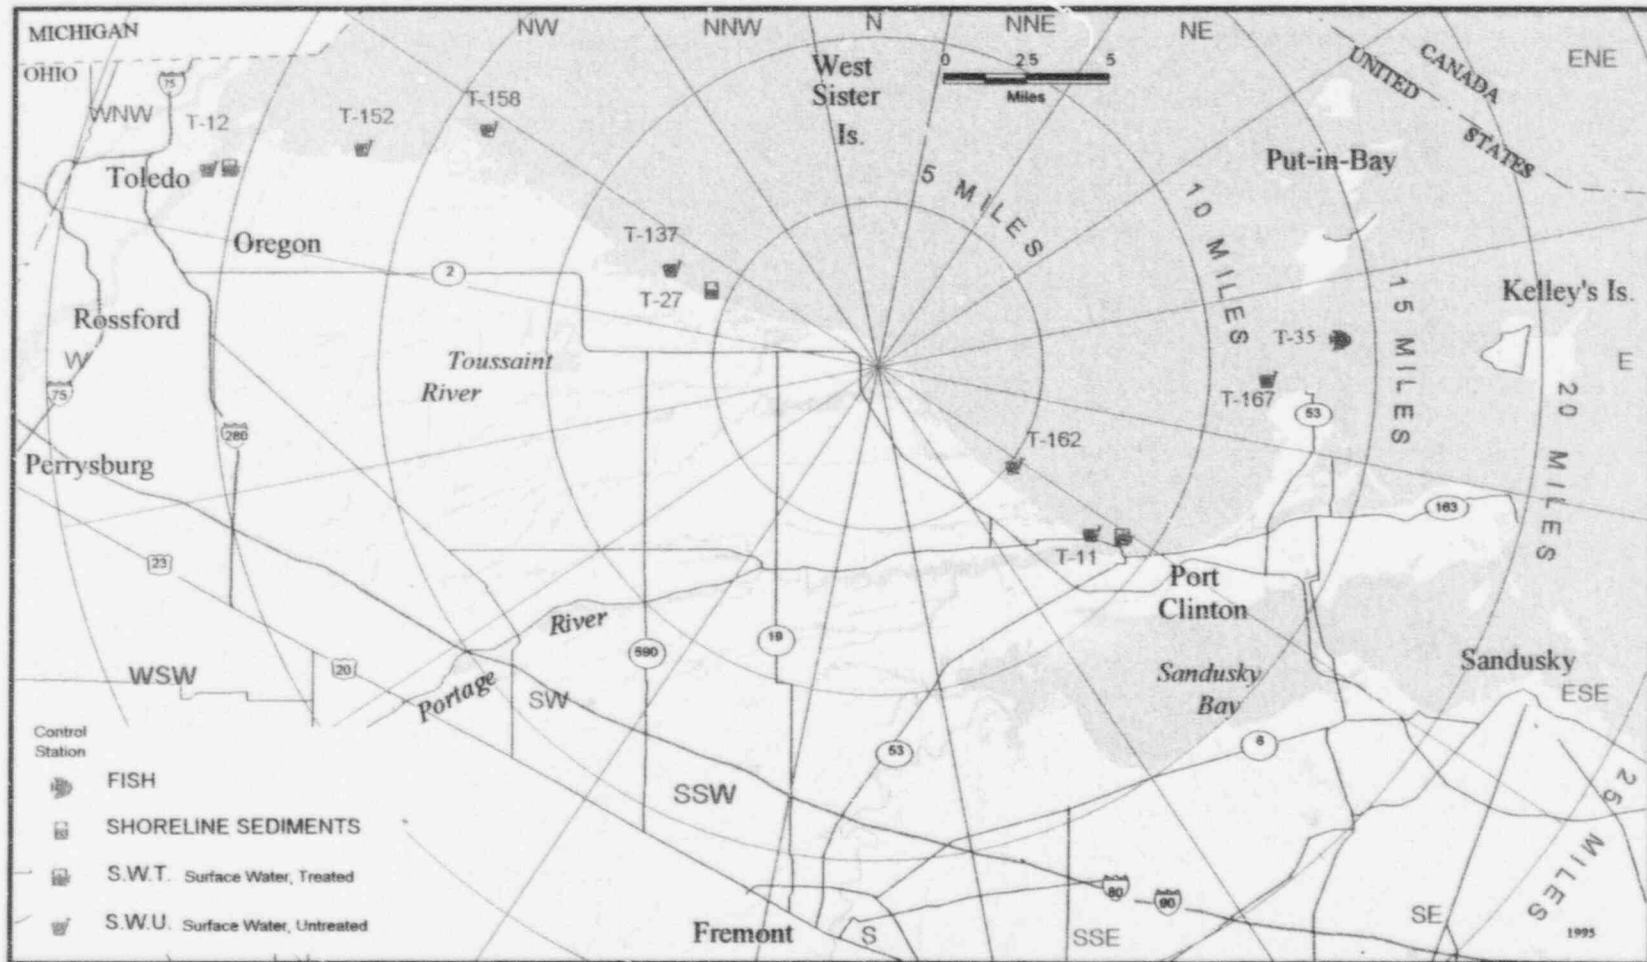 MICHIGAN
OHIO
NW
NNW
N
NNE
NE
ENE
WNW
W
WSW
SW
SSW
S
SSE
SE
ESE
E
West
Sister
Is.
0 2.5 5
Miles
CANADA
UNITED
STATES
75
T-12
T-152
T-158
Toledo
Put-in-Bay
5 MILES
10 MILES
15 MILES
20 MILES
25 MILES
Oregon
T-137
T-27
2
Rossford
Kelley's Is.
T-35
T-167
Toussaint
River
75
53
280
T-162
Perrysburg
163
23
T-11
Port
Clinton
Portage River
590
19
20
Sandusky
Bay
Sandusky
53
6
80
90
Fremont
1995
Control
Station
FISH
SHORELINE SEDIMENTS
S.W.T. Surface Water, Treated
S.W.U. Surface Water, Untreated